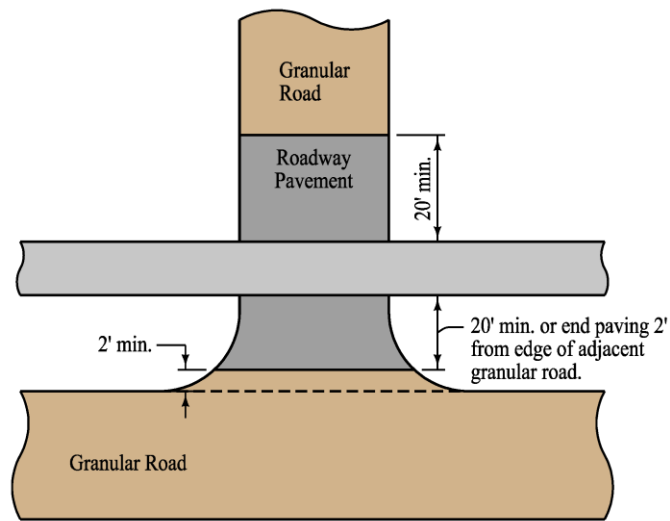 Granular
Road
Roadway
Pavement
20' min.
2' min.
20' min. or end paving 2'
from edge of adjacent
granular road.
Granular Road